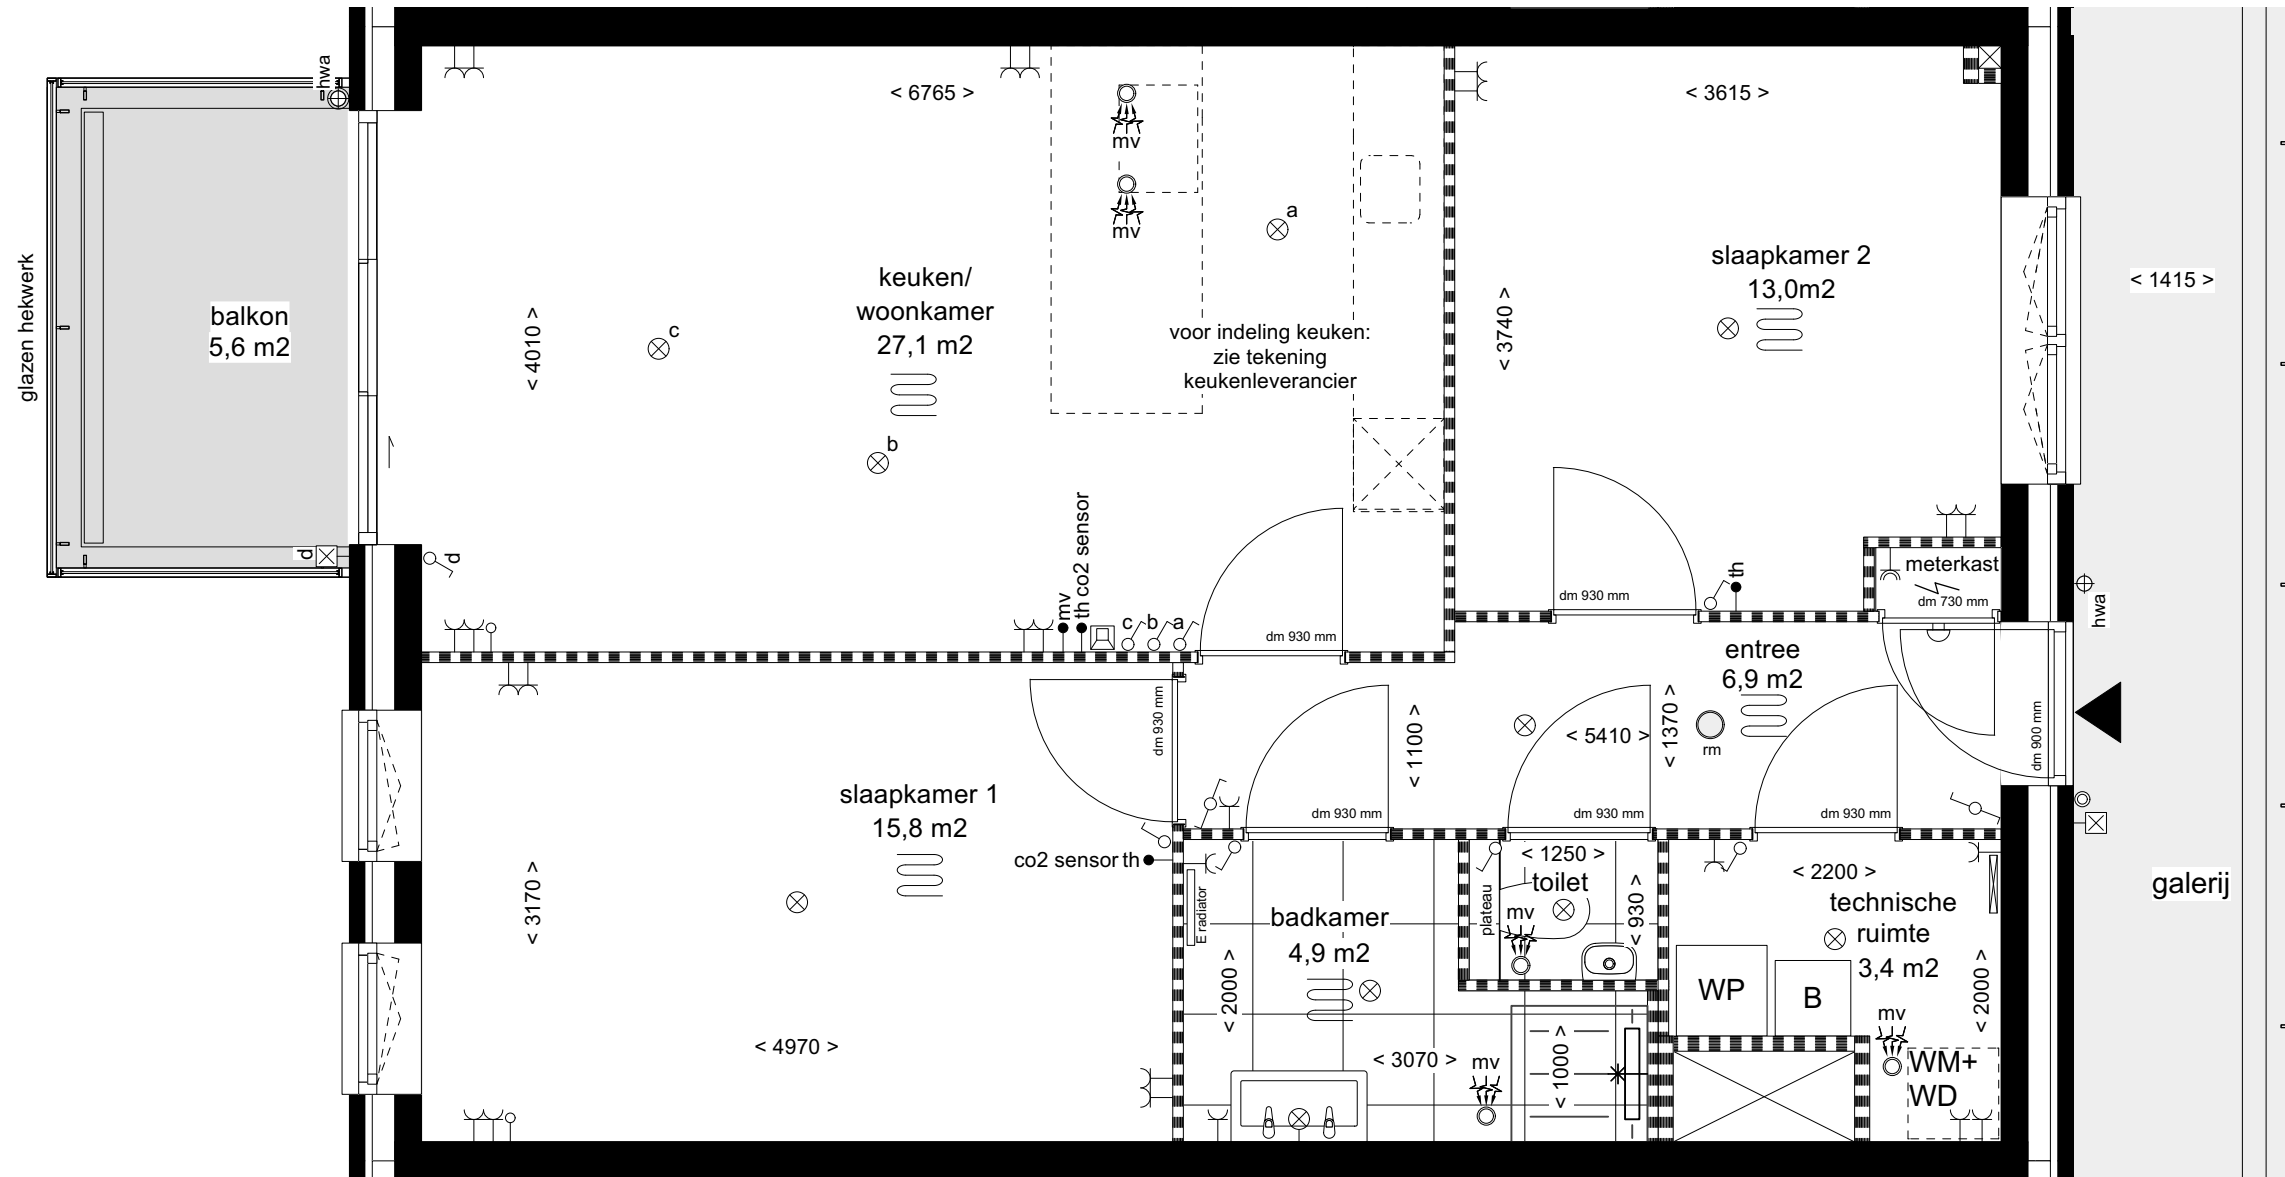 hwa
glazen hekwerk
balkon
5,6 m2
d
d
< 6765 >
mv
mv
a
keuken/
woonkamer
27,1 m2
c
b
< 4010 >
voor indeling keuken:
zie tekening
keukenleverancier
mv
th co2 sensor
c b a
dm 930 mm
< 3615 >
slaapkamer 2
13,0m2
< 3740 >
dm 930 mm
th
meterkast
dm 730 mm
< 1415 >
hwa
galerij
entree
6,9 m2
rm
< 5410 >
< 1370 >
< 1100 >
dm 900 mm
dm 930 mm
dm 930 mm
dm 930 mm
dm 930 mm
slaapkamer 1
15,8 m2
co2 sensor th
< 3170 >
< 4970 >
E radiator
badkamer
4,9 m2
< 2000 >
< 3070 >
mv
< 1000 >
plateau
< 1250 >
toilet
mv
< 930 >
< 2200 >
technische
ruimte
3,4 m2
WP
B
mv
< 2000 >
WM+
WD